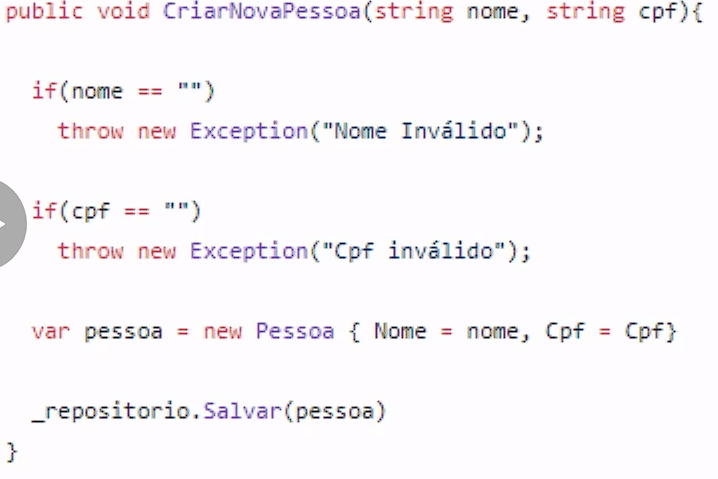 public void CriarNovaPessoa(string nome, string cpf){
if(nome == "")
throw new Exception("Nome Inválido");
if(cpf == "")
throw new Exception("Cpf inválido");
var pessoa = new Pessoa { Nome = nome, Cpf = Cpf}
_repositorio.Salvar(pessoa)
}